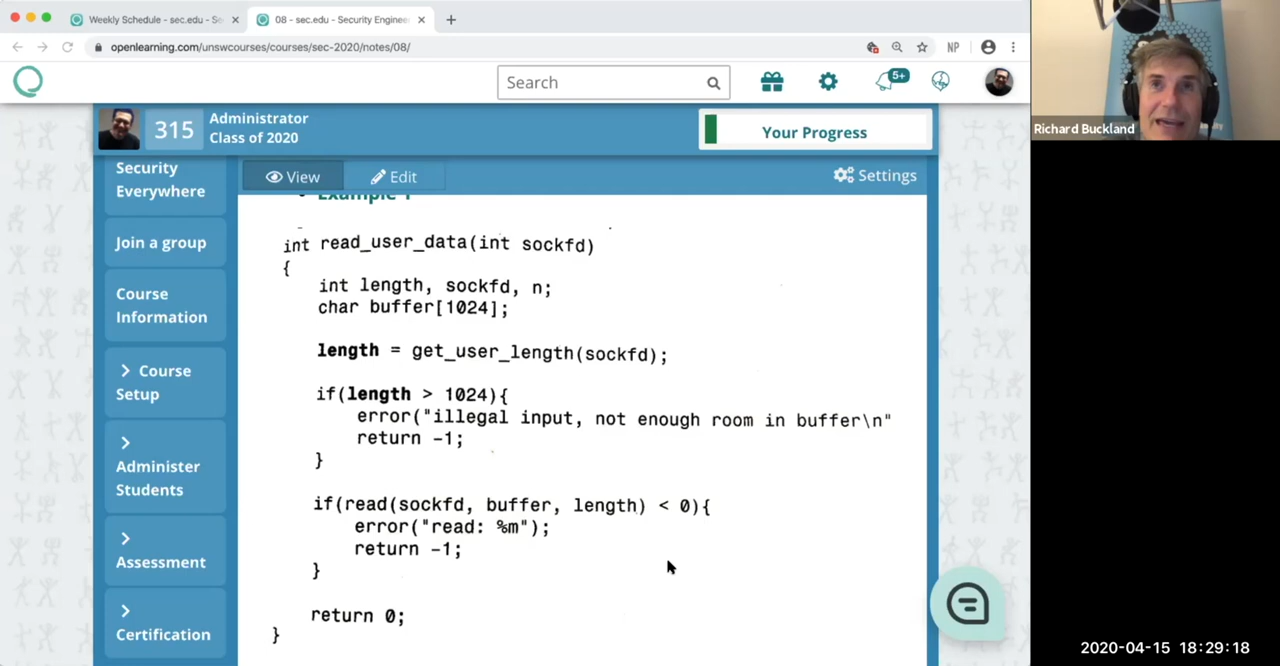 Weekly Schedule - sec.edu - Se
08 - sec.edu - Security Enginee
openlearning.com/unswcourses/courses/sec-2020/notes/08/
NP
Search
5+
Richard Buckland
315
Administrator
Class of 2020
Your Progress
Security
Everywhere
View
Edit
Settings
Example 1
Join a group
Course
Information
Course
Setup
Administer
Students
Assessment
Certification
int read_user_data(int sockfd)
{
int length, sockfd, n;
char buffer[1024];
length = get_user_length(sockfd);
if(length > 1024){
error("illegal input, not enough room in buffer\n"
return -1;
}
if(read(sockfd, buffer, length) < 0){
error("read: %m");
return -1;
}
return 0;
}
2020-04-15 18:29:18